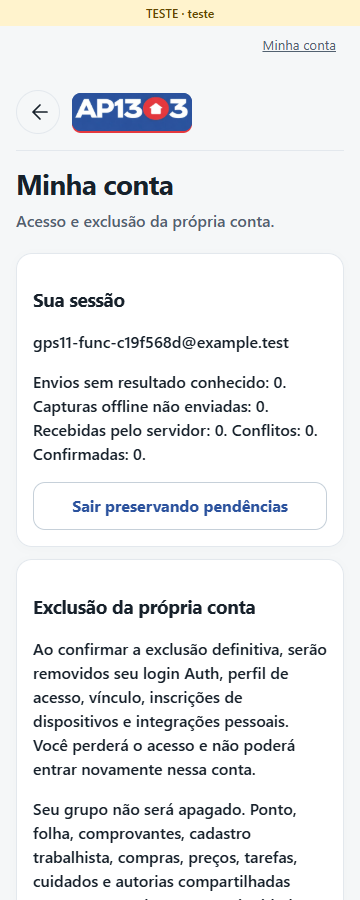 TESTE · teste
Minha conta
AP1303
Minha conta
Acesso e exclusão da própria conta.
Sua sessão
gps11-func-c19f568d@example.test
Envios sem resultado conhecido: 0.
Capturas offline não enviadas: 0.
Recebidas pelo servidor: 0. Conflitos: 0.
Confirmadas: 0.
Sair preservando pendências
Exclusão da própria conta
Ao confirmar a exclusão definitiva, serão
removidos seu login Auth, perfil de
acesso, vínculo, inscrições de
dispositivos e integrações pessoais.
Você perderá o acesso e não poderá
entrar novamente nessa conta.
Seu grupo não será apagado. Ponto,
folha, comprovantes, cadastro
trabalhista, compras, preços, tarefas,
cuidados e autorias compartilhadas